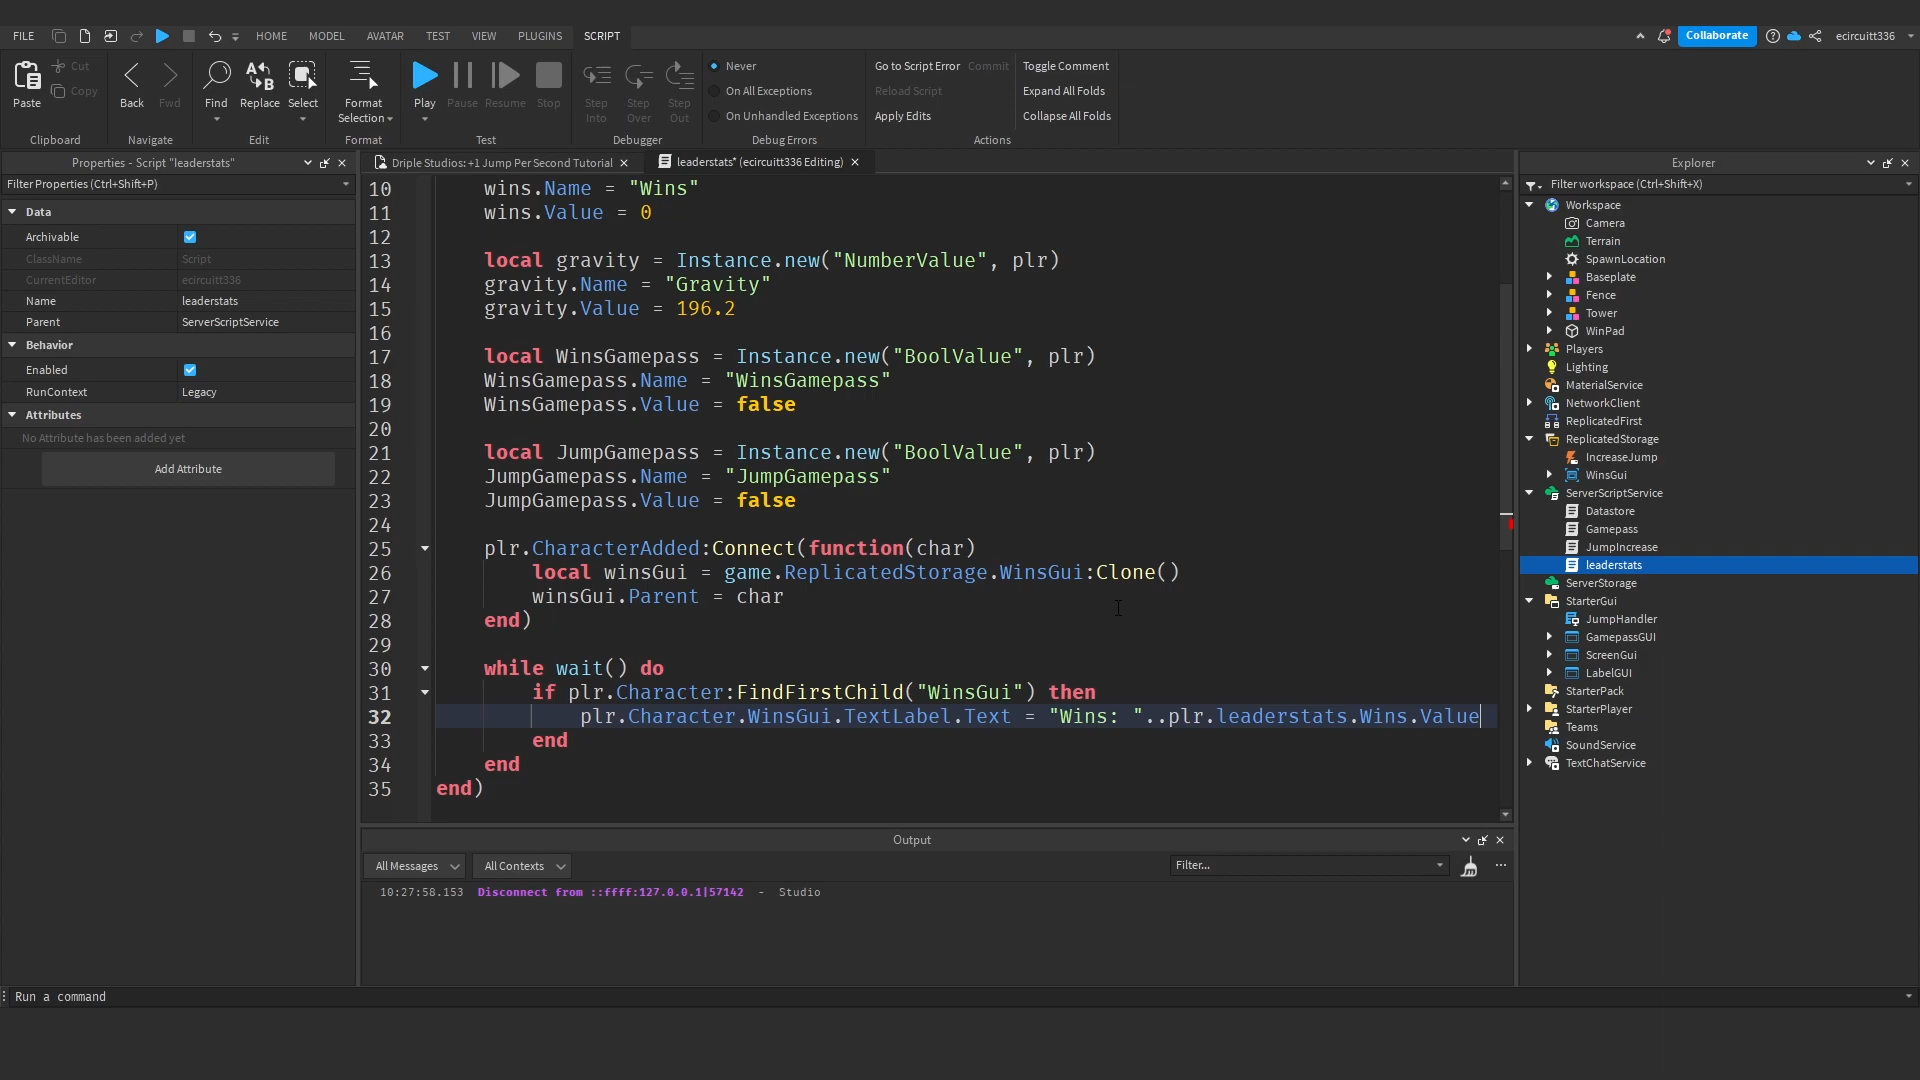 FILE HOME MODEL AVATAR TEST VIEW PLUGINS SCRIPT Collaborate ecircuitt336
Paste Cut Copy Clipboard
Back Fwd Navigate
Find Replace Select Edit
Format Selection Format
Play Pause Resume Stop Test
Step Into Step Over Step Out Debugger
Never
On All Exceptions
On Unhandled Exceptions
Debug Errors
Go to Script Error Commit Toggle Comment
Reload Script Expand All Folds
Apply Edits Collapse All Folds
Actions
Properties - Script "leaderstats"
Filter Properties (Ctrl+Shift+P)
Data
Archivable
ClassName Script
CurrentEditor ecircuitt336
Name leaderstats
Parent ServerScriptService
Behavior
Enabled
RunContext Legacy
Attributes
No Attribute has been added yet
Add Attribute
Driple Studios: +1 Jump Per Second Tutorial leaderstats* (ecircuitt336 Editing)
10 wins.Name = "Wins"
11 wins.Value = 0
12
13 local gravity = Instance.new("NumberValue", plr)
14 gravity.Name = "Gravity"
15 gravity.Value = 196.2
16
17 local WinsGamepass = Instance.new("BoolValue", plr)
18 WinsGamepass.Name = "WinsGamepass"
19 WinsGamepass.Value = false
20
21 local JumpGamepass = Instance.new("BoolValue", plr)
22 JumpGamepass.Name = "JumpGamepass"
23 JumpGamepass.Value = false
24
25 plr.CharacterAdded:Connect(function(char)
26 local winsGui = game.ReplicatedStorage.WinsGui:Clone()
27 winsGui.Parent = char
28 end)
29
30 while wait() do
31 if plr.Character:FindFirstChild("WinsGui") then
32 plr.Character.WinsGui.TextLabel.Text = "Wins: "..plr.leaderstats.Wins.Value
33 end
34 end
35 end)
Output
All Messages All Contexts Filter... ...
10:27:58.153 Disconnect from ::ffff:127.0.0.1|57142 - Studio
Explorer
Filter workspace (Ctrl+Shift+X)
Workspace
Camera
Terrain
SpawnLocation
Baseplate
Fence
Tower
WinPad
Players
Lighting
MaterialService
NetworkClient
ReplicatedFirst
ReplicatedStorage
IncreaseJump
WinsGui
ServerScriptService
Datastore
Gamepass
JumpIncrease
leaderstats
ServerStorage
StarterGui
JumpHandler
GamepassGUI
ScreenGui
LabelGUI
StarterPack
StarterPlayer
Teams
SoundService
TextChatService
Run a command